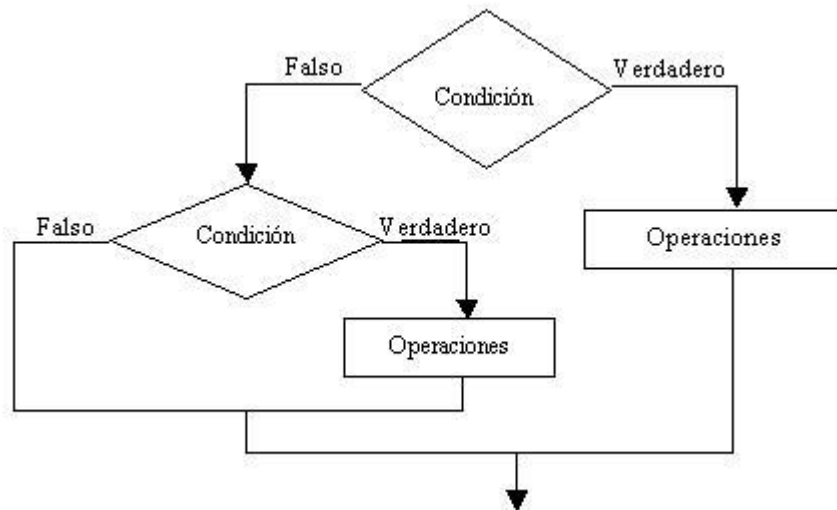 Falso
Verdadero
Condición
Falso
Condición
Verdadero
Operaciones
Operaciones